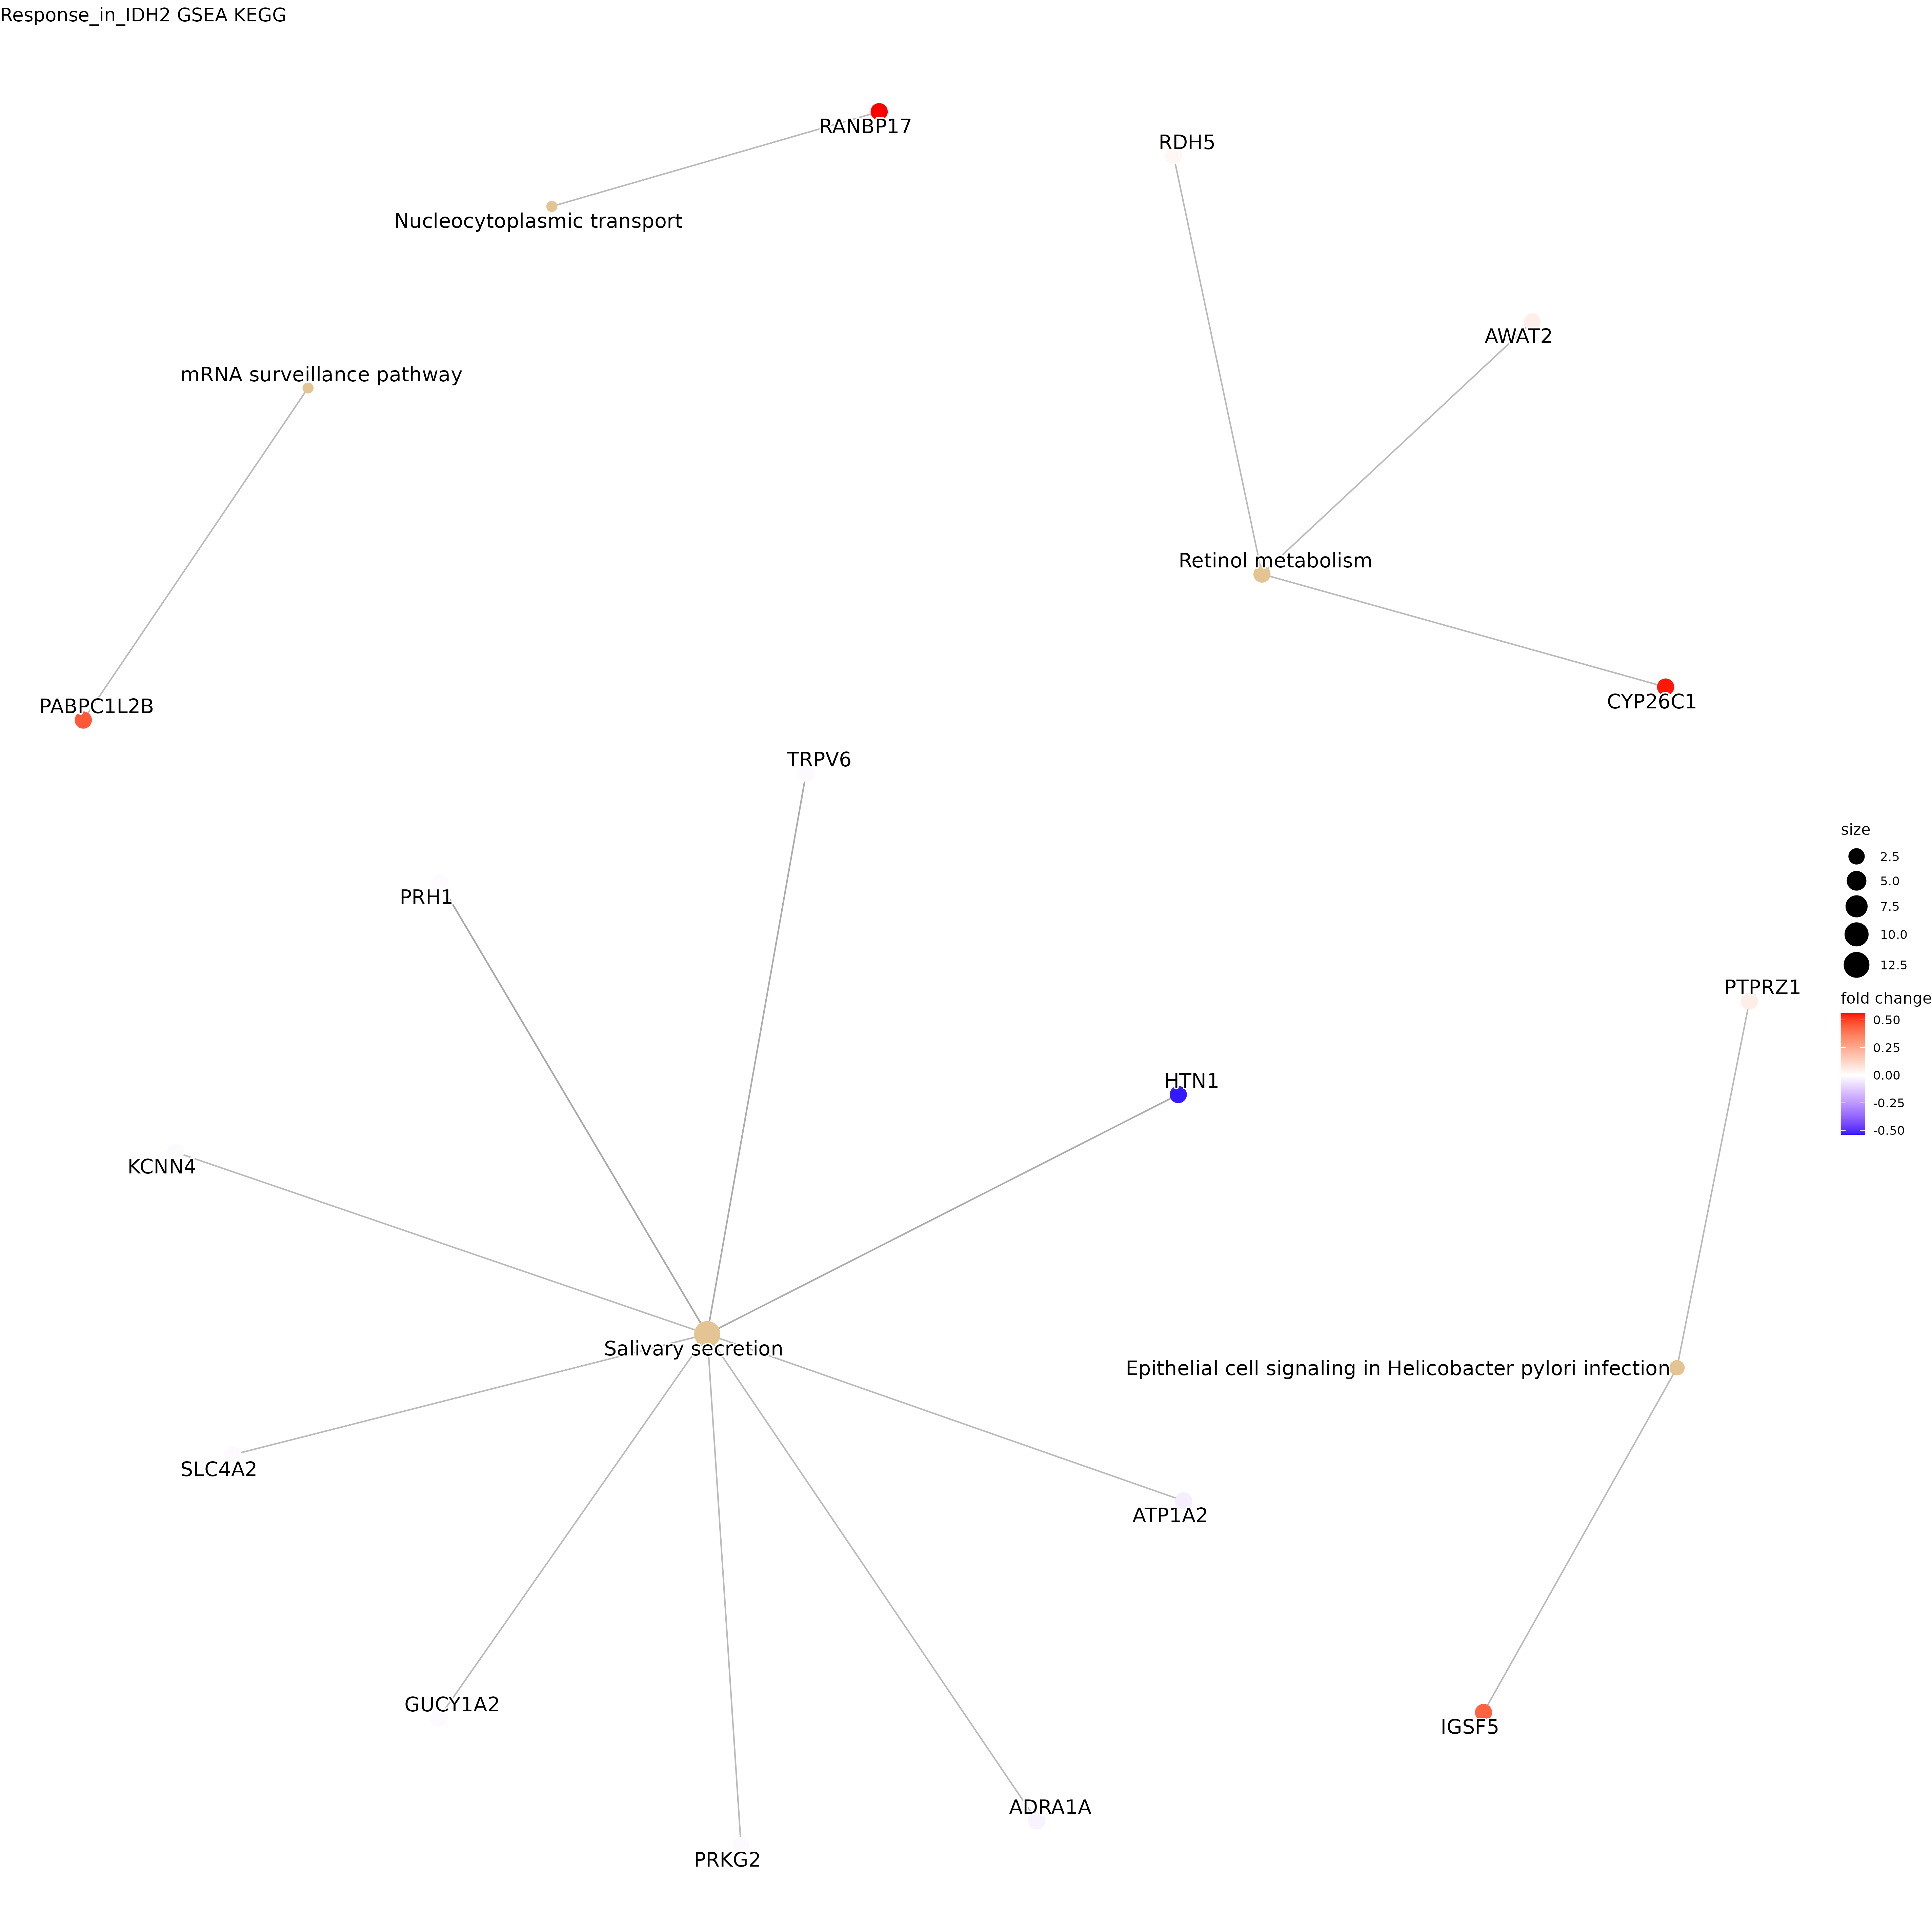 Response_in_IDH2 GSEA KEGG
RANBP17
RDH5
Nucleocytoplasmic transport
AWAT2
mRNA surveillance pathway
Retinol metabolism
CYP26C1
PABPC1L2B
TRPV6
size
2.5
5.0
7.5
10.0
12.5
PRH1
PTPRZ1
fold change
0.50
0.25
0.00
-0.25
-0.50
HTN1
KCNN4
Salivary secretion
Epithelial cell signaling in Helicobacter pylori infection
SLC4A2
ATP1A2
GUCY1A2
IGSF5
ADRA1A
PRKG2